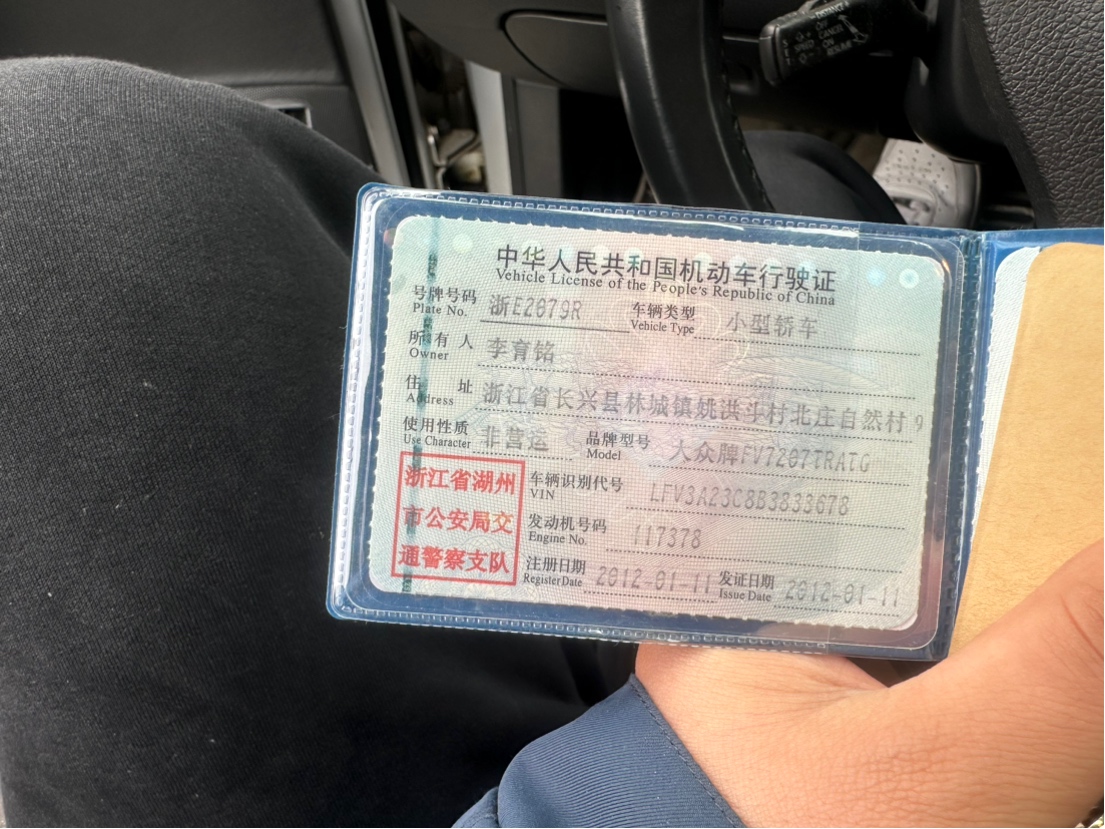 中华人民共和国机动车行驶证
Vehicle License of the People's Republic of China
号牌号码 浙E2679R 车辆类型 小型轿车
Plate No. Vehicle Type
所有人 李育铭
Owner
住址 浙江省长兴县林城镇姚洪斗村北庄自然村 9
Address
使用性质 非营运 品牌型号 大众牌FV7207TRATG
Use Character Model
浙江省湖州
市公安局交
通警察支队
车辆识别代号 LFV3A23C8B3833678
VIN
发动机号码 I17378
Engine No.
注册日期 2012-01-11 发证日期 2012-01-11
Register Date Issue Date
CANCEL